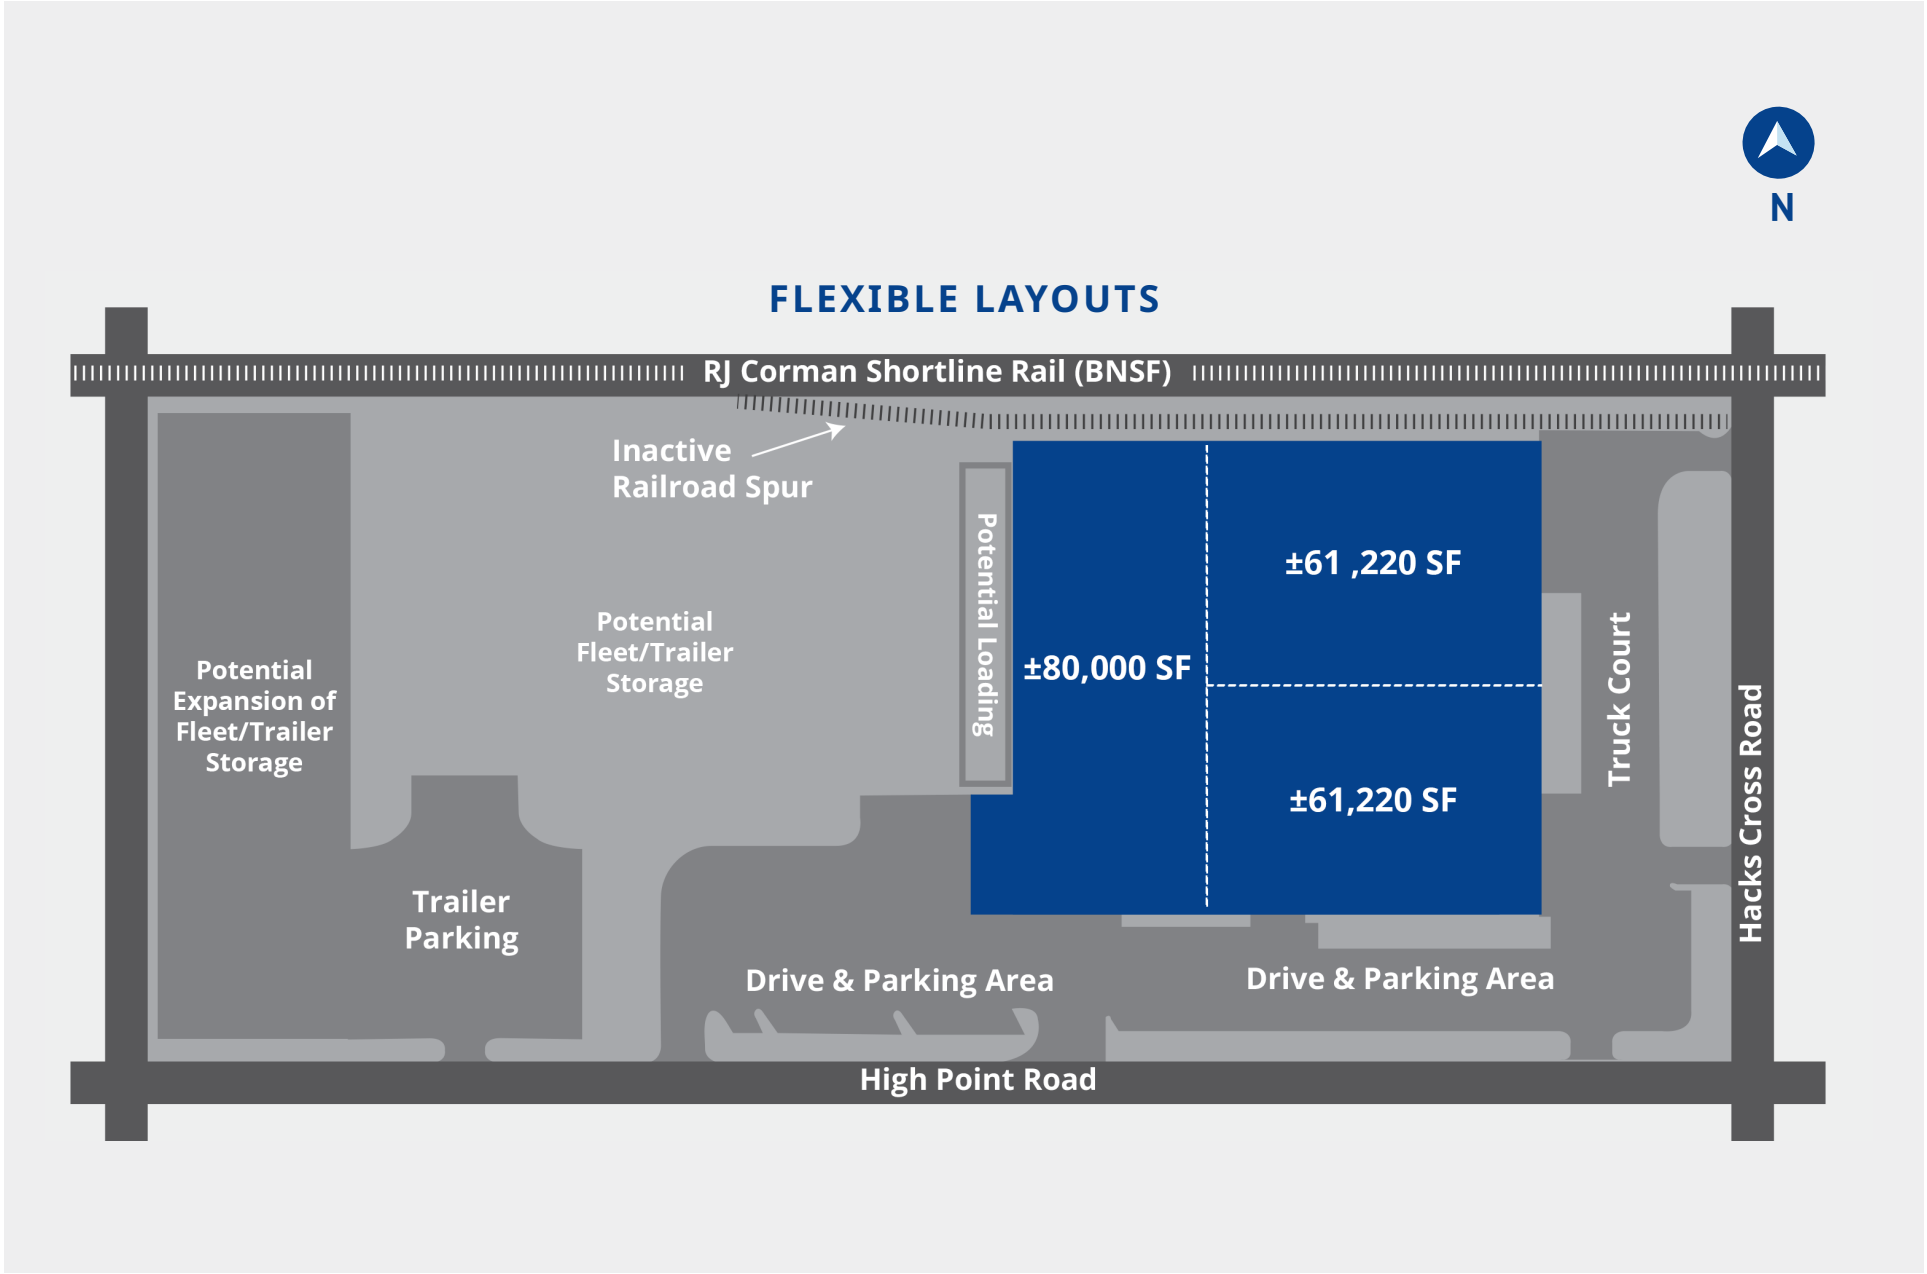 N
FLEXIBLE LAYOUTS
RJ Corman Shortline Rail (BNSF)
Inactive
Railroad Spur
Potential
Expansion of
Fleet/Trailer
Storage
Potential
Fleet/Trailer
Storage
Potential Loading
±80,000 SF
±61 ,220 SF
±61,220 SF
Truck Court
Hacks Cross Road
Trailer
Parking
Drive & Parking Area
Drive & Parking Area
High Point Road